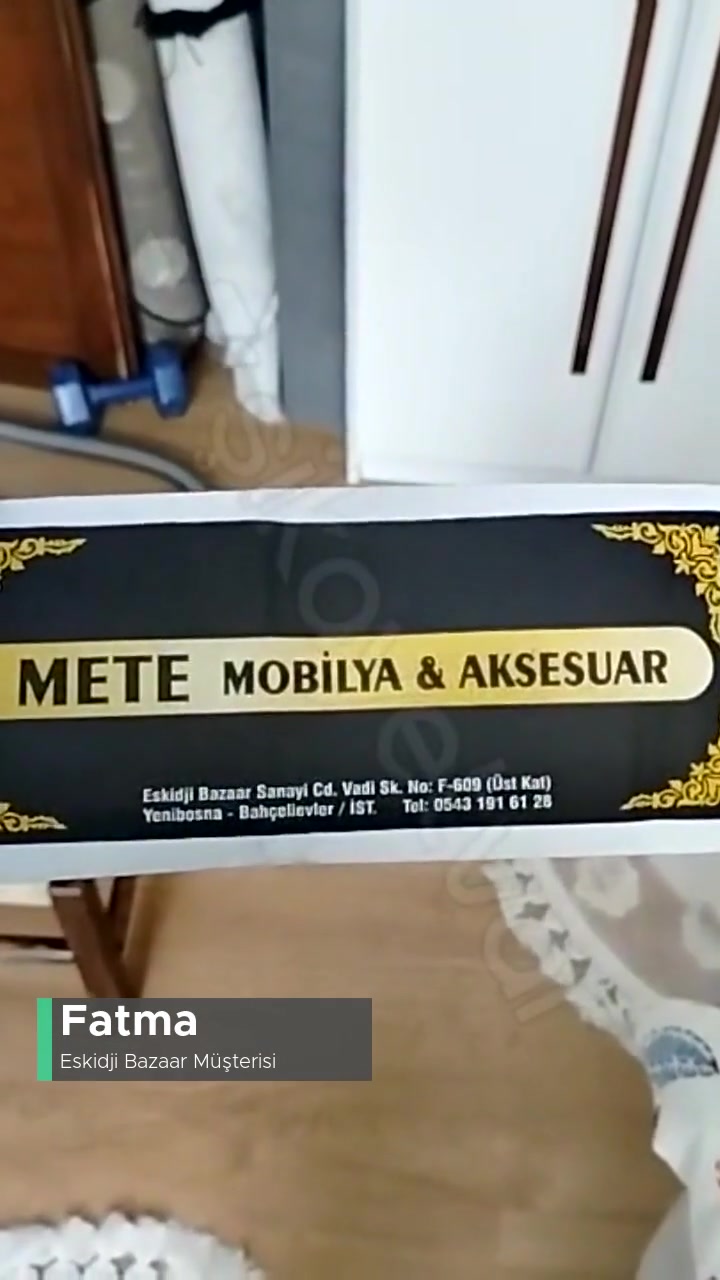 METE MOBİLYA & AKSESUAR
Eskidji Bazaar Sanayi Cd. Vadi Sk. No: F-609 (Üst Kat)
Yenibosna - Bahçelievler / İST. Tel: 0543 191 61 28
Fatma
Eskidji Bazaar Müşterisi